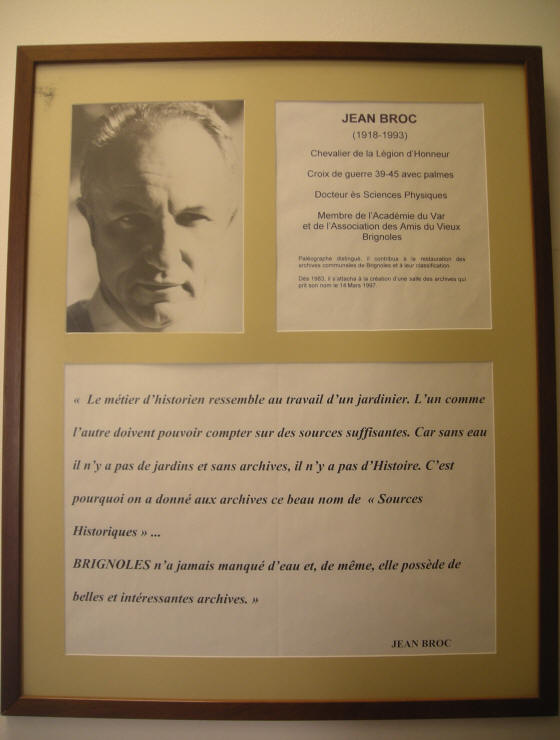 JEAN BROC
(1918-1993)
Chevalier de la Légion d'Honneur
Croix de guerre 39-45 avec palmes
Docteur ès Sciences Physiques
Membre de l'Académie du Var
et de l'Association des Amis du Vieux
Brignoles
Paléographe distingué, il contribua à la restauration des
archives communales de Brignoles et à leur classification.
Dès 1983, il s'attacha à la création d'une salle des archives qui
prit son nom le 14 Mars 1997.
« Le métier d'historien ressemble au travail d'un jardinier. L'un comme
l'autre doivent pouvoir compter sur des sources suffisantes. Car sans eau
il n'y a pas de jardins et sans archives, il n'y a pas d'Histoire. C'est
pourquoi on a donné aux archives ce beau nom de « Sources
Historiques » ...
BRIGNOLES n'a jamais manqué d'eau et, de même, elle possède de
belles et intéressantes archives. »
JEAN BROC